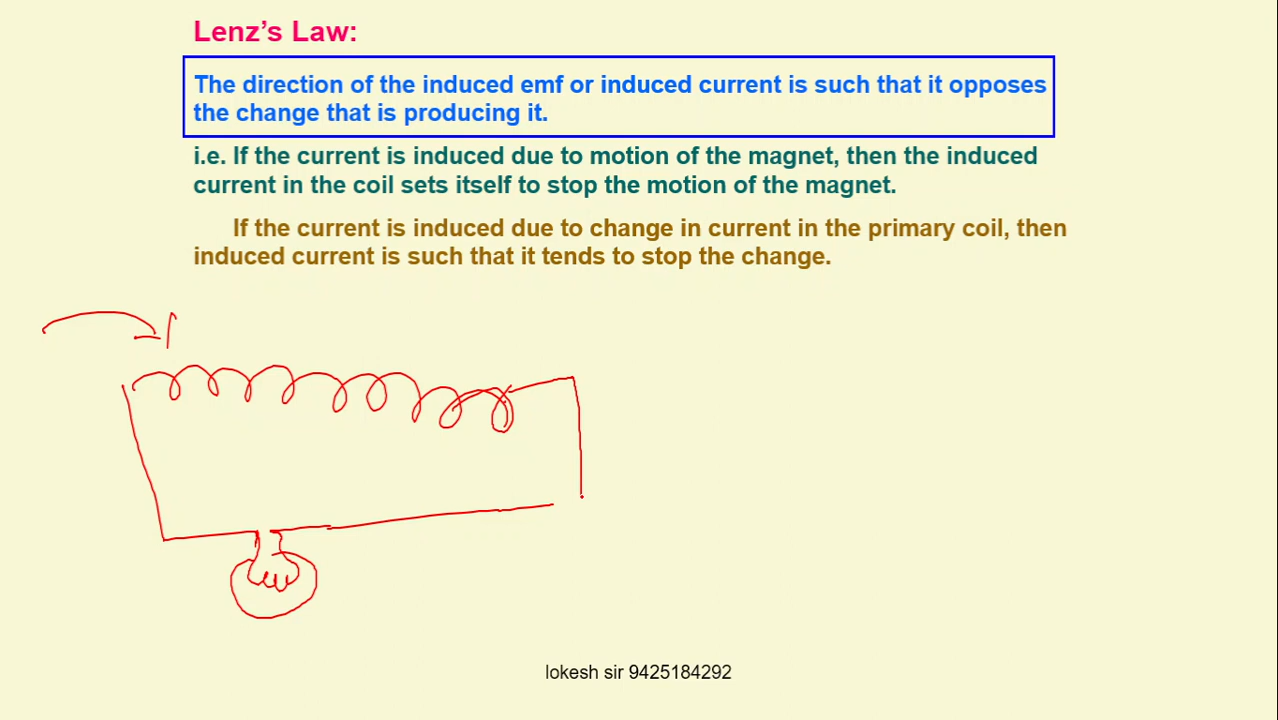 Lenz’s Law:
The direction of the induced emf or induced current is such that it opposes
the change that is producing it.
i.e. If the current is induced due to motion of the magnet, then the induced
current in the coil sets itself to stop the motion of the magnet.
If the current is induced due to change in current in the primary coil, then
induced current is such that it tends to stop the change.
lokesh sir 9425184292